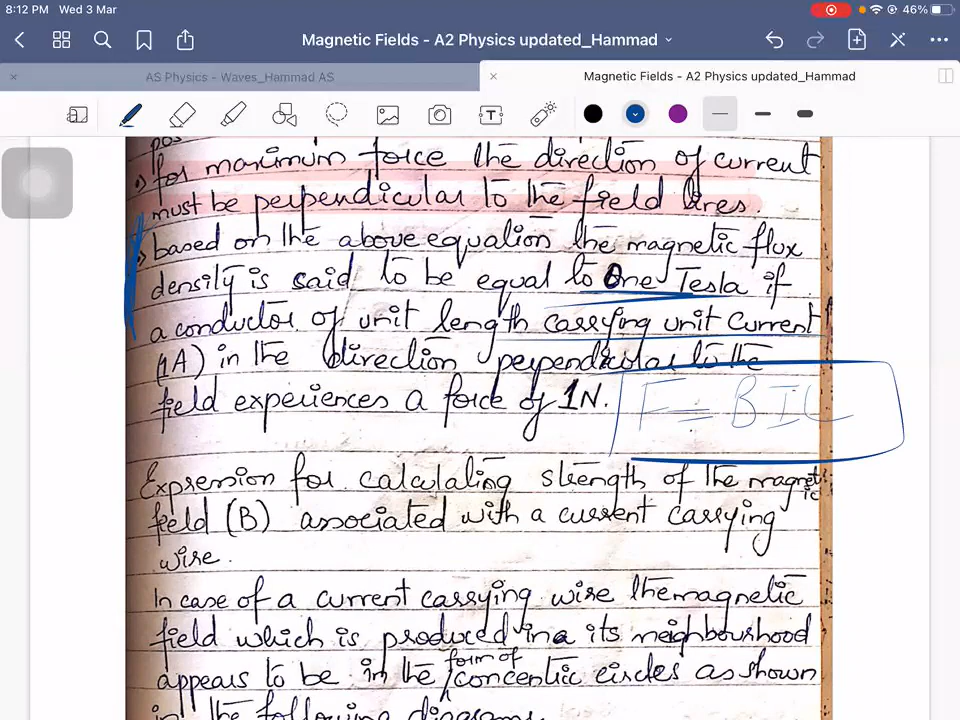 8:12 PM Wed 3 Mar
46%
Magnetic Fields - A2 Physics updated_Hammad
AS Physics - Waves_Hammad AS
Magnetic Fields - A2 Physics updated_Hammad
pos
for maximum force the direction of current
must be perpendicular to the field lines.
based on the above equation the magnetic flux
density is said to be equal to One Tesla if
a conductor of unit length carrying unit current
(1A) in the direction perpendicular to the
field experiences a force of 1N.
F = BIL
Expression for calculating strength of the magnetic
field (B) associated with a current carrying
wire.
In case of a current carrying wire the magnetic
field which is produced in a its neighbourhood
appears to be in the form of concentric circles as shown
in the following diagrams.